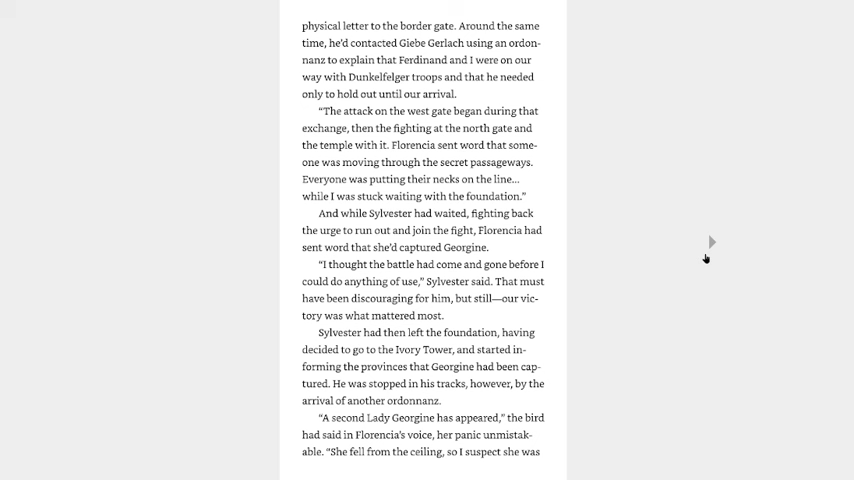 physical letter to the border gate. Around the same
time, he'd contacted Giebe Gerlach using an ordon-
nanz to explain that Ferdinand and I were on our
way with Dunkelfelger troops and that he needed
only to hold out until our arrival.
“The attack on the west gate began during that
exchange, then the fighting at the north gate and
the temple with it. Florencia sent word that some-
one was moving through the secret passageways.
Everyone was putting their necks on the line...
while I was stuck waiting with the foundation.”
And while Sylvester had waited, fighting back
the urge to run out and join the fight, Florencia had
sent word that she'd captured Georgine.
“I thought the battle had come and gone before I
could do anything of use,” Sylvester said. That must
have been discouraging for him, but still—our vic-
tory was what mattered most.
Sylvester had then left the foundation, having
decided to go to the Ivory Tower, and started in-
forming the provinces that Georgine had been cap-
tured. He was stopped in his tracks, however, by the
arrival of another ordonnanz.
“A second Lady Georgine has appeared,” the bird
had said in Florencia's voice, her panic unmistak-
able. “She fell from the ceiling, so I suspect she was